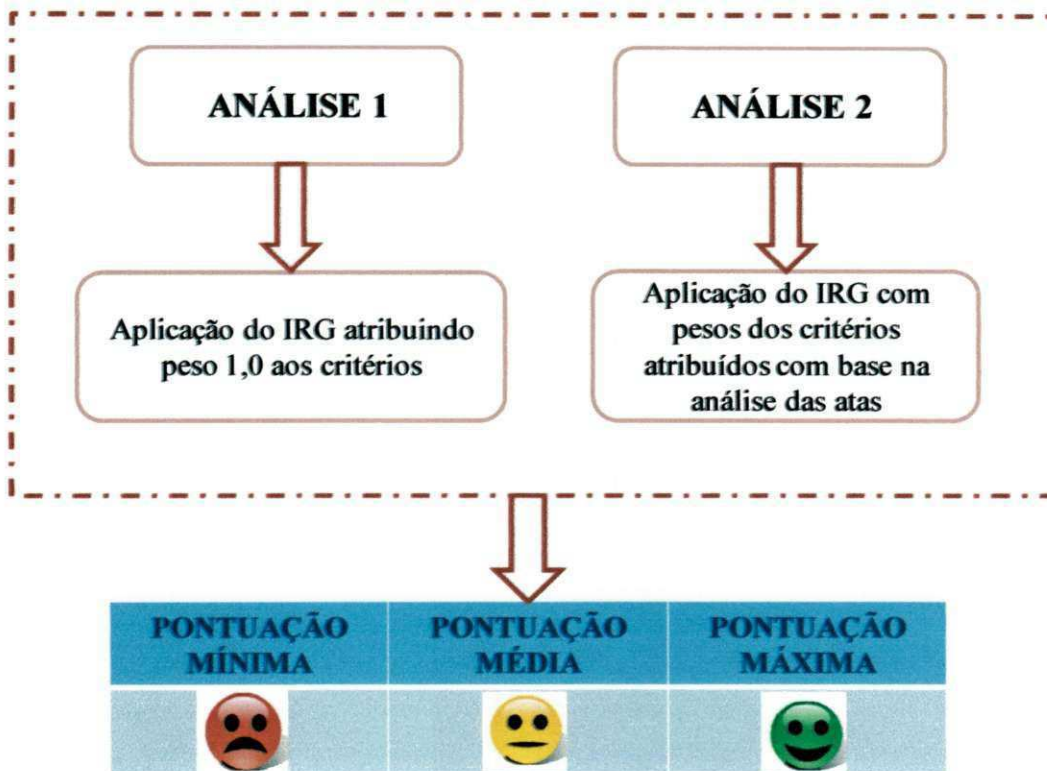 ANÁLISE 1
ANÁLISE 2
Aplicação do IRG atribuindo
peso 1,0 aos critérios
Aplicação do IRG com
pesos dos critérios
atribuídos com base na
análise das atas
PONTUAÇÃO
MÍNIMA
PONTUAÇÃO
MÉDIA
PONTUAÇÃO
MÁXIMA